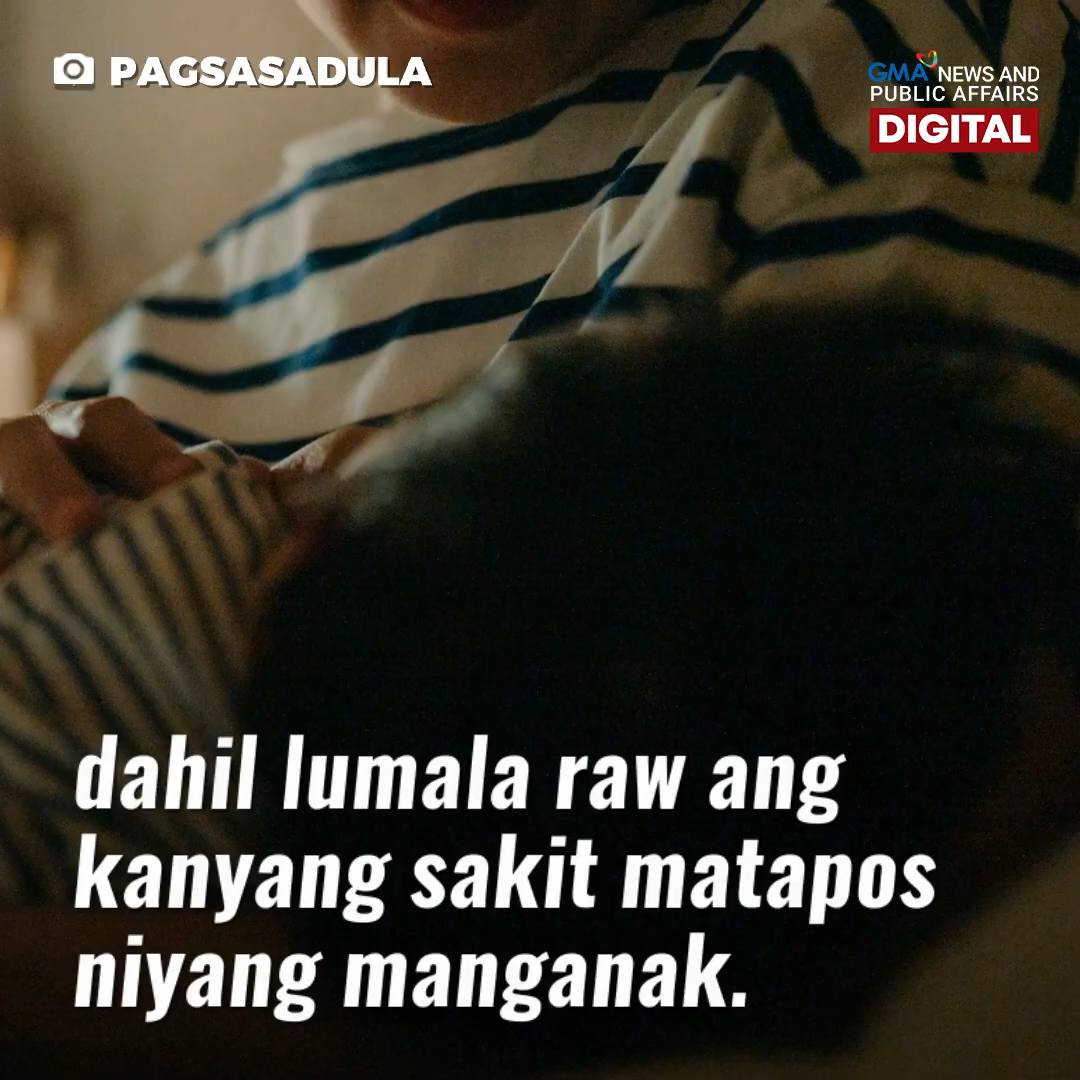 PAGSASADULA
GMA NEWS AND
PUBLIC AFFAIRS
DIGITAL
dahil lumala raw ang
kanyang sakit matapos
niyang manganak.